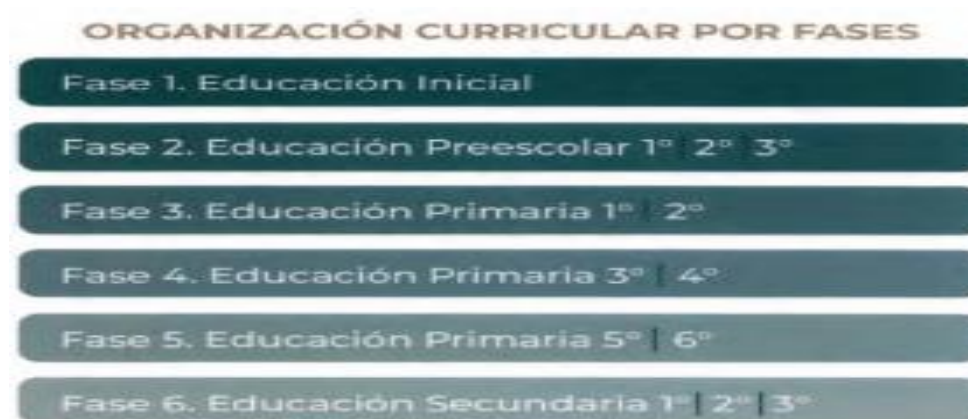 ORGANIZACIÓN CURRICULAR POR FASES
Fase 1. Educación Inicial
Fase 2. Educación Preescolar 1° | 2° | 3°
Fase 3. Educación Primaria 1° | 2°
Fase 4. Educación Primaria 3° | 4°
Fase 5. Educación Primaria 5° | 6°
Fase 6. Educación Secundaria 1° | 2° | 3°